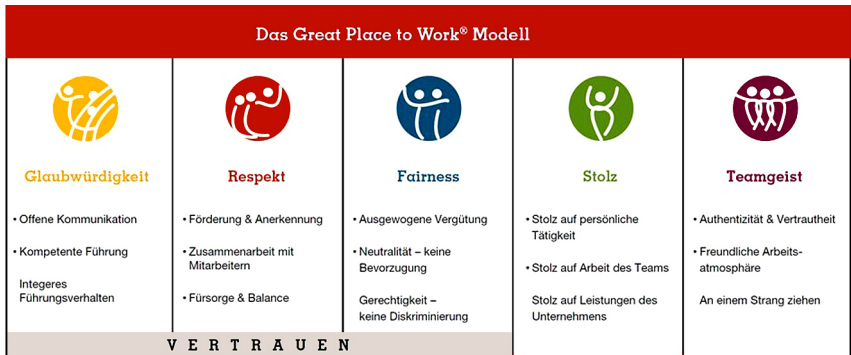 Das Great Place to Work® Modell
Glaubwürdigkeit
• Offene Kommunikation
• Kompetente Führung
Integeres
Führungsverhalten
Respekt
• Förderung & Anerkennung
• Zusammenarbeit mit
Mitarbeitern
• Fürsorge & Balance
Fairness
• Ausgewogene Vergütung
• Neutralität – keine
Bevorzugung
Gerechtigkeit –
keine Diskriminierung
VERTRAUEN
Stolz
• Stolz auf persönliche
Tätigkeit
• Stolz auf Arbeit des Teams
Stolz auf Leistungen des
Unternehmens
Teamgeist
• Authentizität & Vertrautheit
• Freundliche Arbeits-
atmosphäre
An einem Strang ziehen